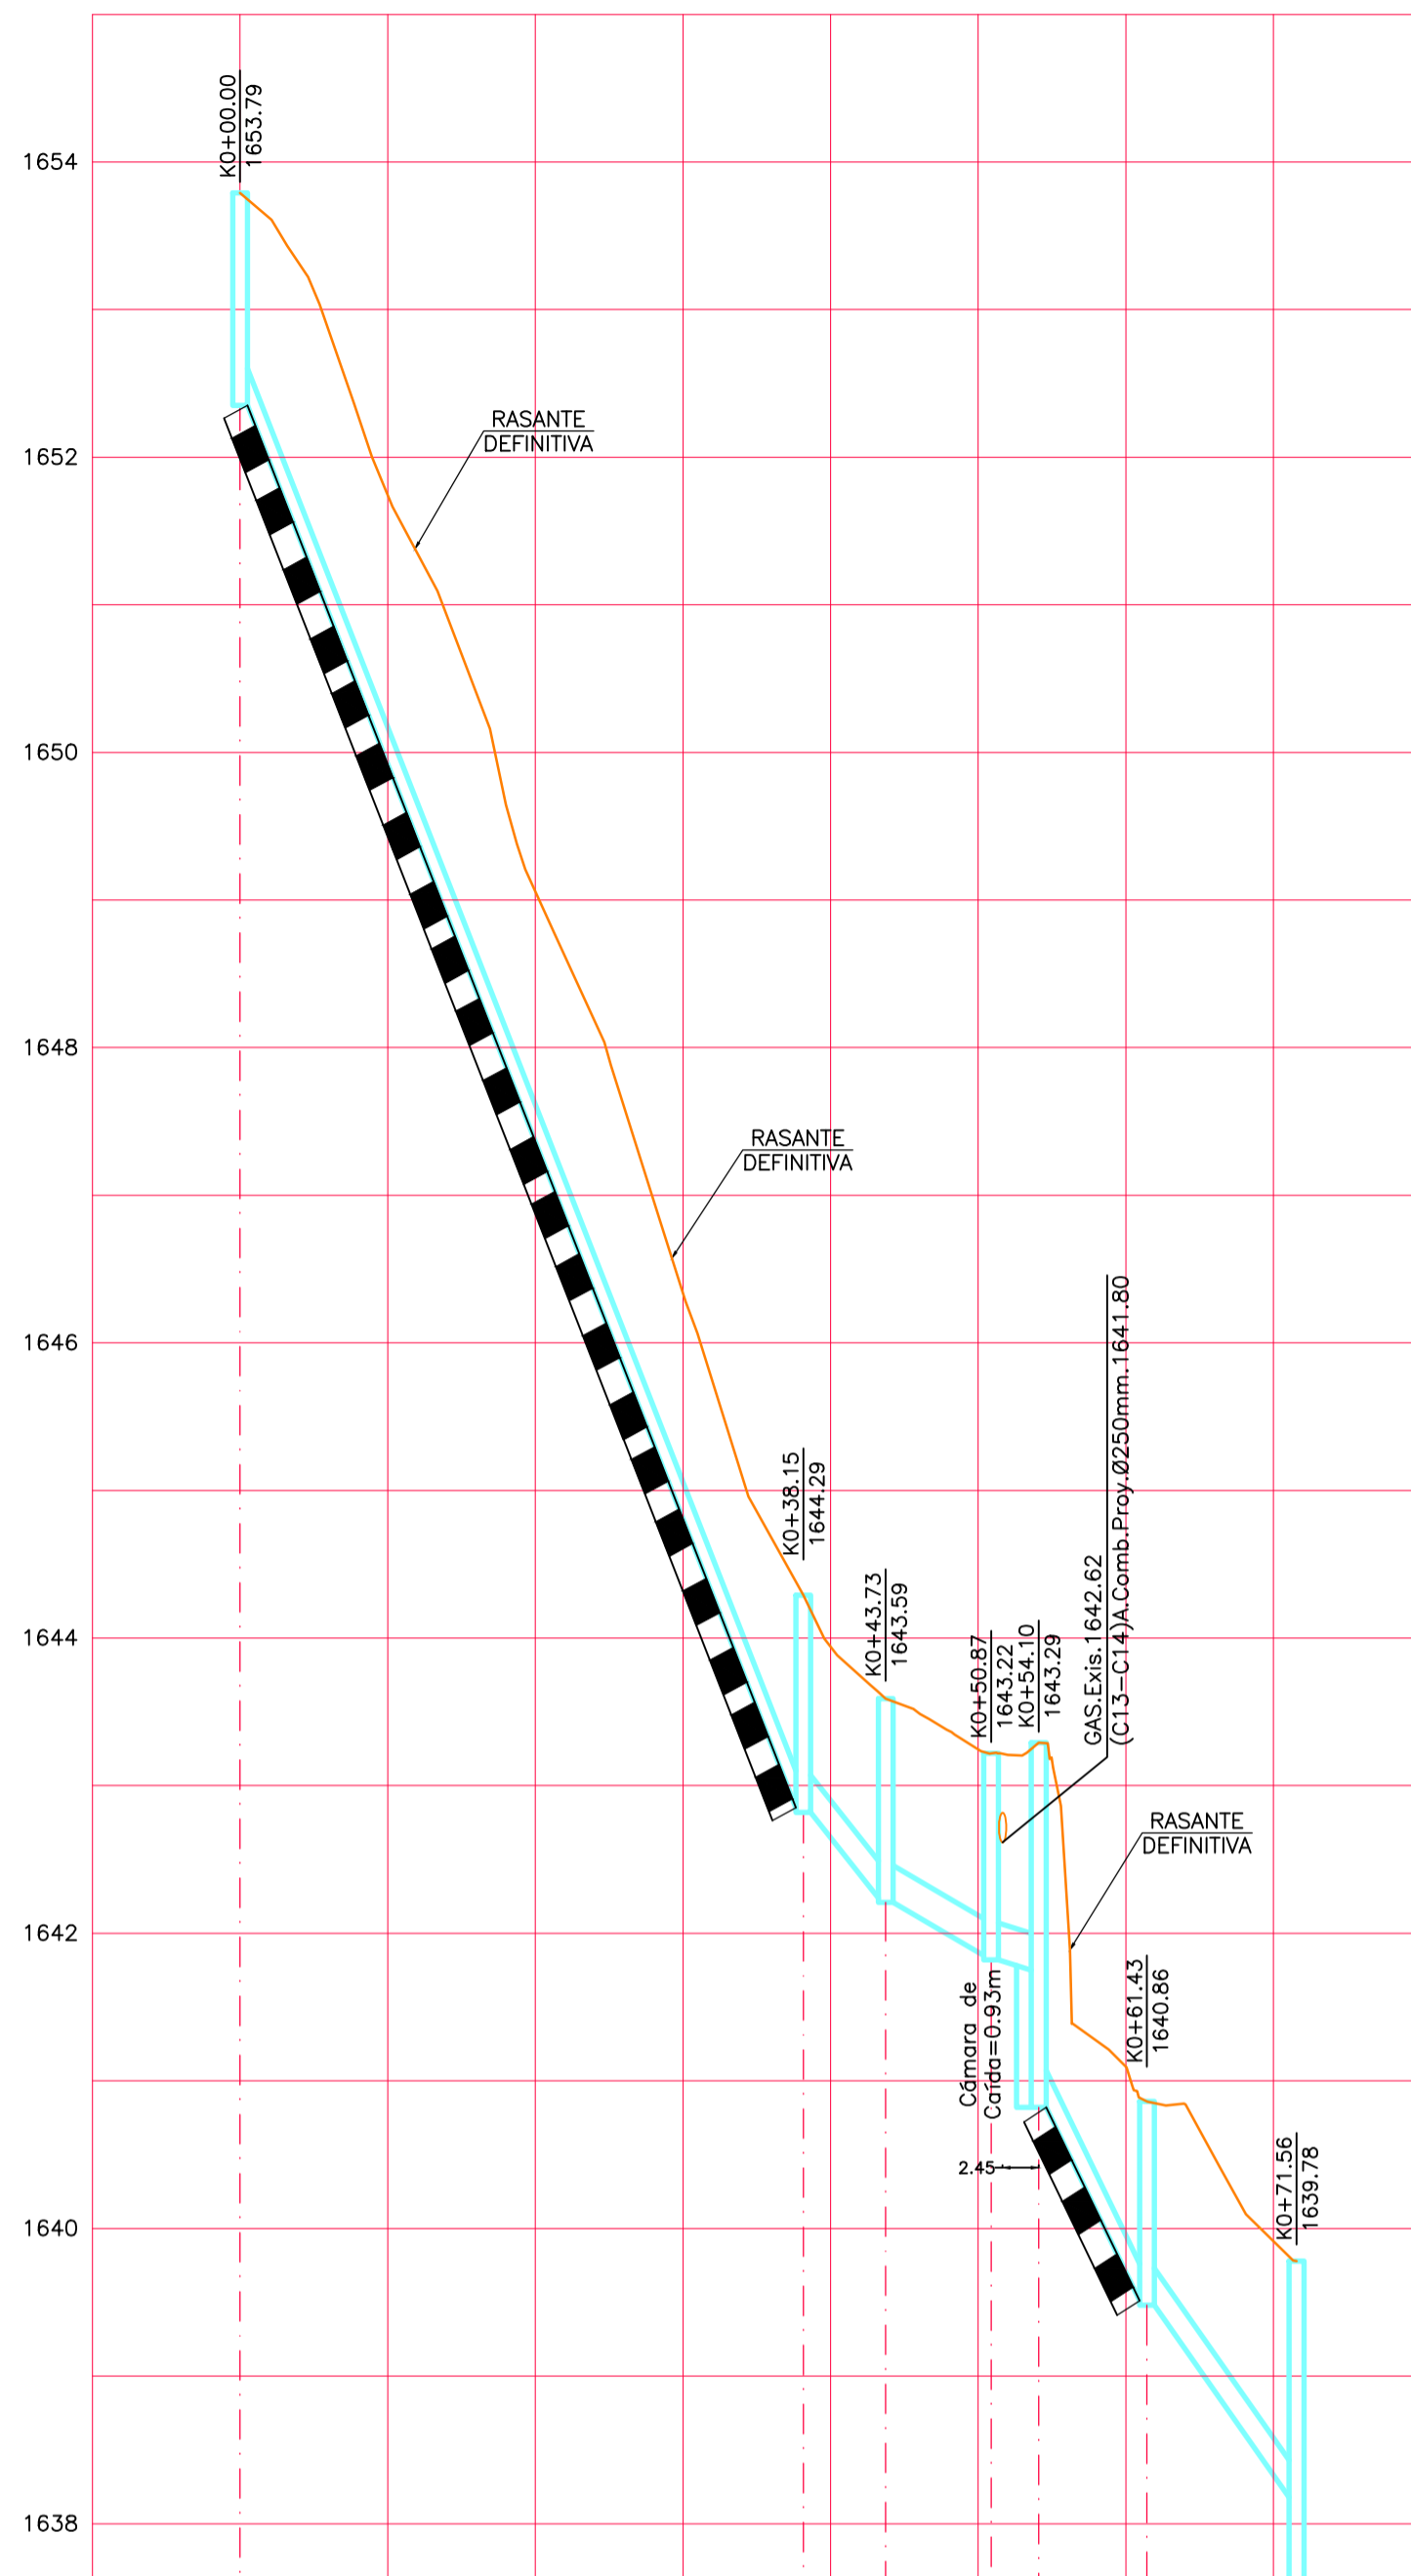 K0+00.00
1653.79
1654
RASANTE
DEFINITIVA
1652
1650
1648
RASANTE
DEFINITIVA
1646
K0+38.15
1644.29
1644
K0+43.73
1643.59
K0+50.87
1643.22
K0+54.10
1643.29
GAS.Exis.1642.62
(C13-C14)A.Comb.Proy.Ø250mm.1641.80
RASANTE
DEFINITIVA
1642
Cámara de
Caída=0.93m
K0+61.43
1640.86
2.45
1640
K0+71.56
1639.78
1638